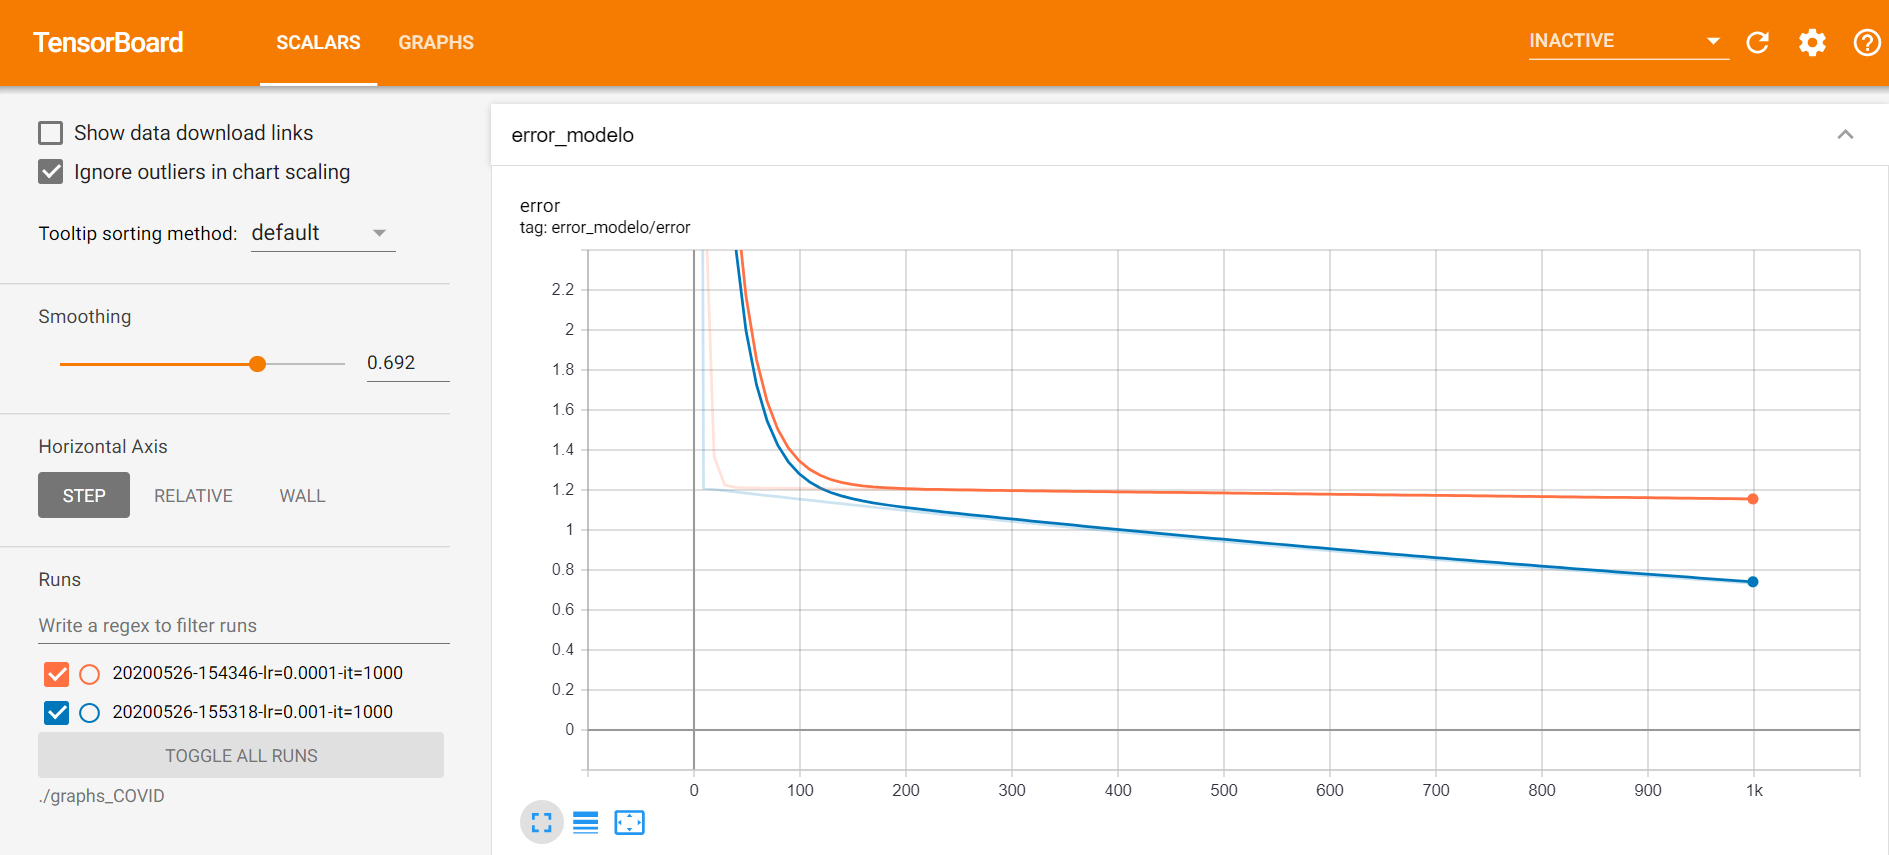 TensorBoard SCALARS GRAPHS INACTIVE
Show data download links
Ignore outliers in chart scaling
Tooltip sorting method: default
Smoothing
0.692
Horizontal Axis
STEP RELATIVE WALL
Runs
Write a regex to filter runs
20200526-154346-lr=0.0001-it=1000
20200526-155318-lr=0.001-it=1000
TOGGLE ALL RUNS
./graphs_COVID
error_modelo
error
tag: error_modelo/error
2.2
2
1.8
1.6
1.4
1.2
1
0.8
0.6
0.4
0.2
0
0 100 200 300 400 500 600 700 800 900 1k